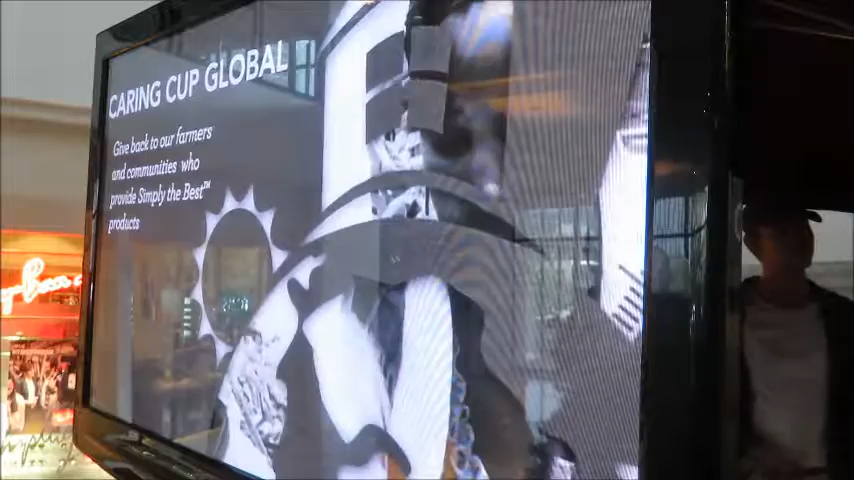 CARING CUP GLOBAL
Give back to our farmers
and communities who
provide Simply the Best™
products